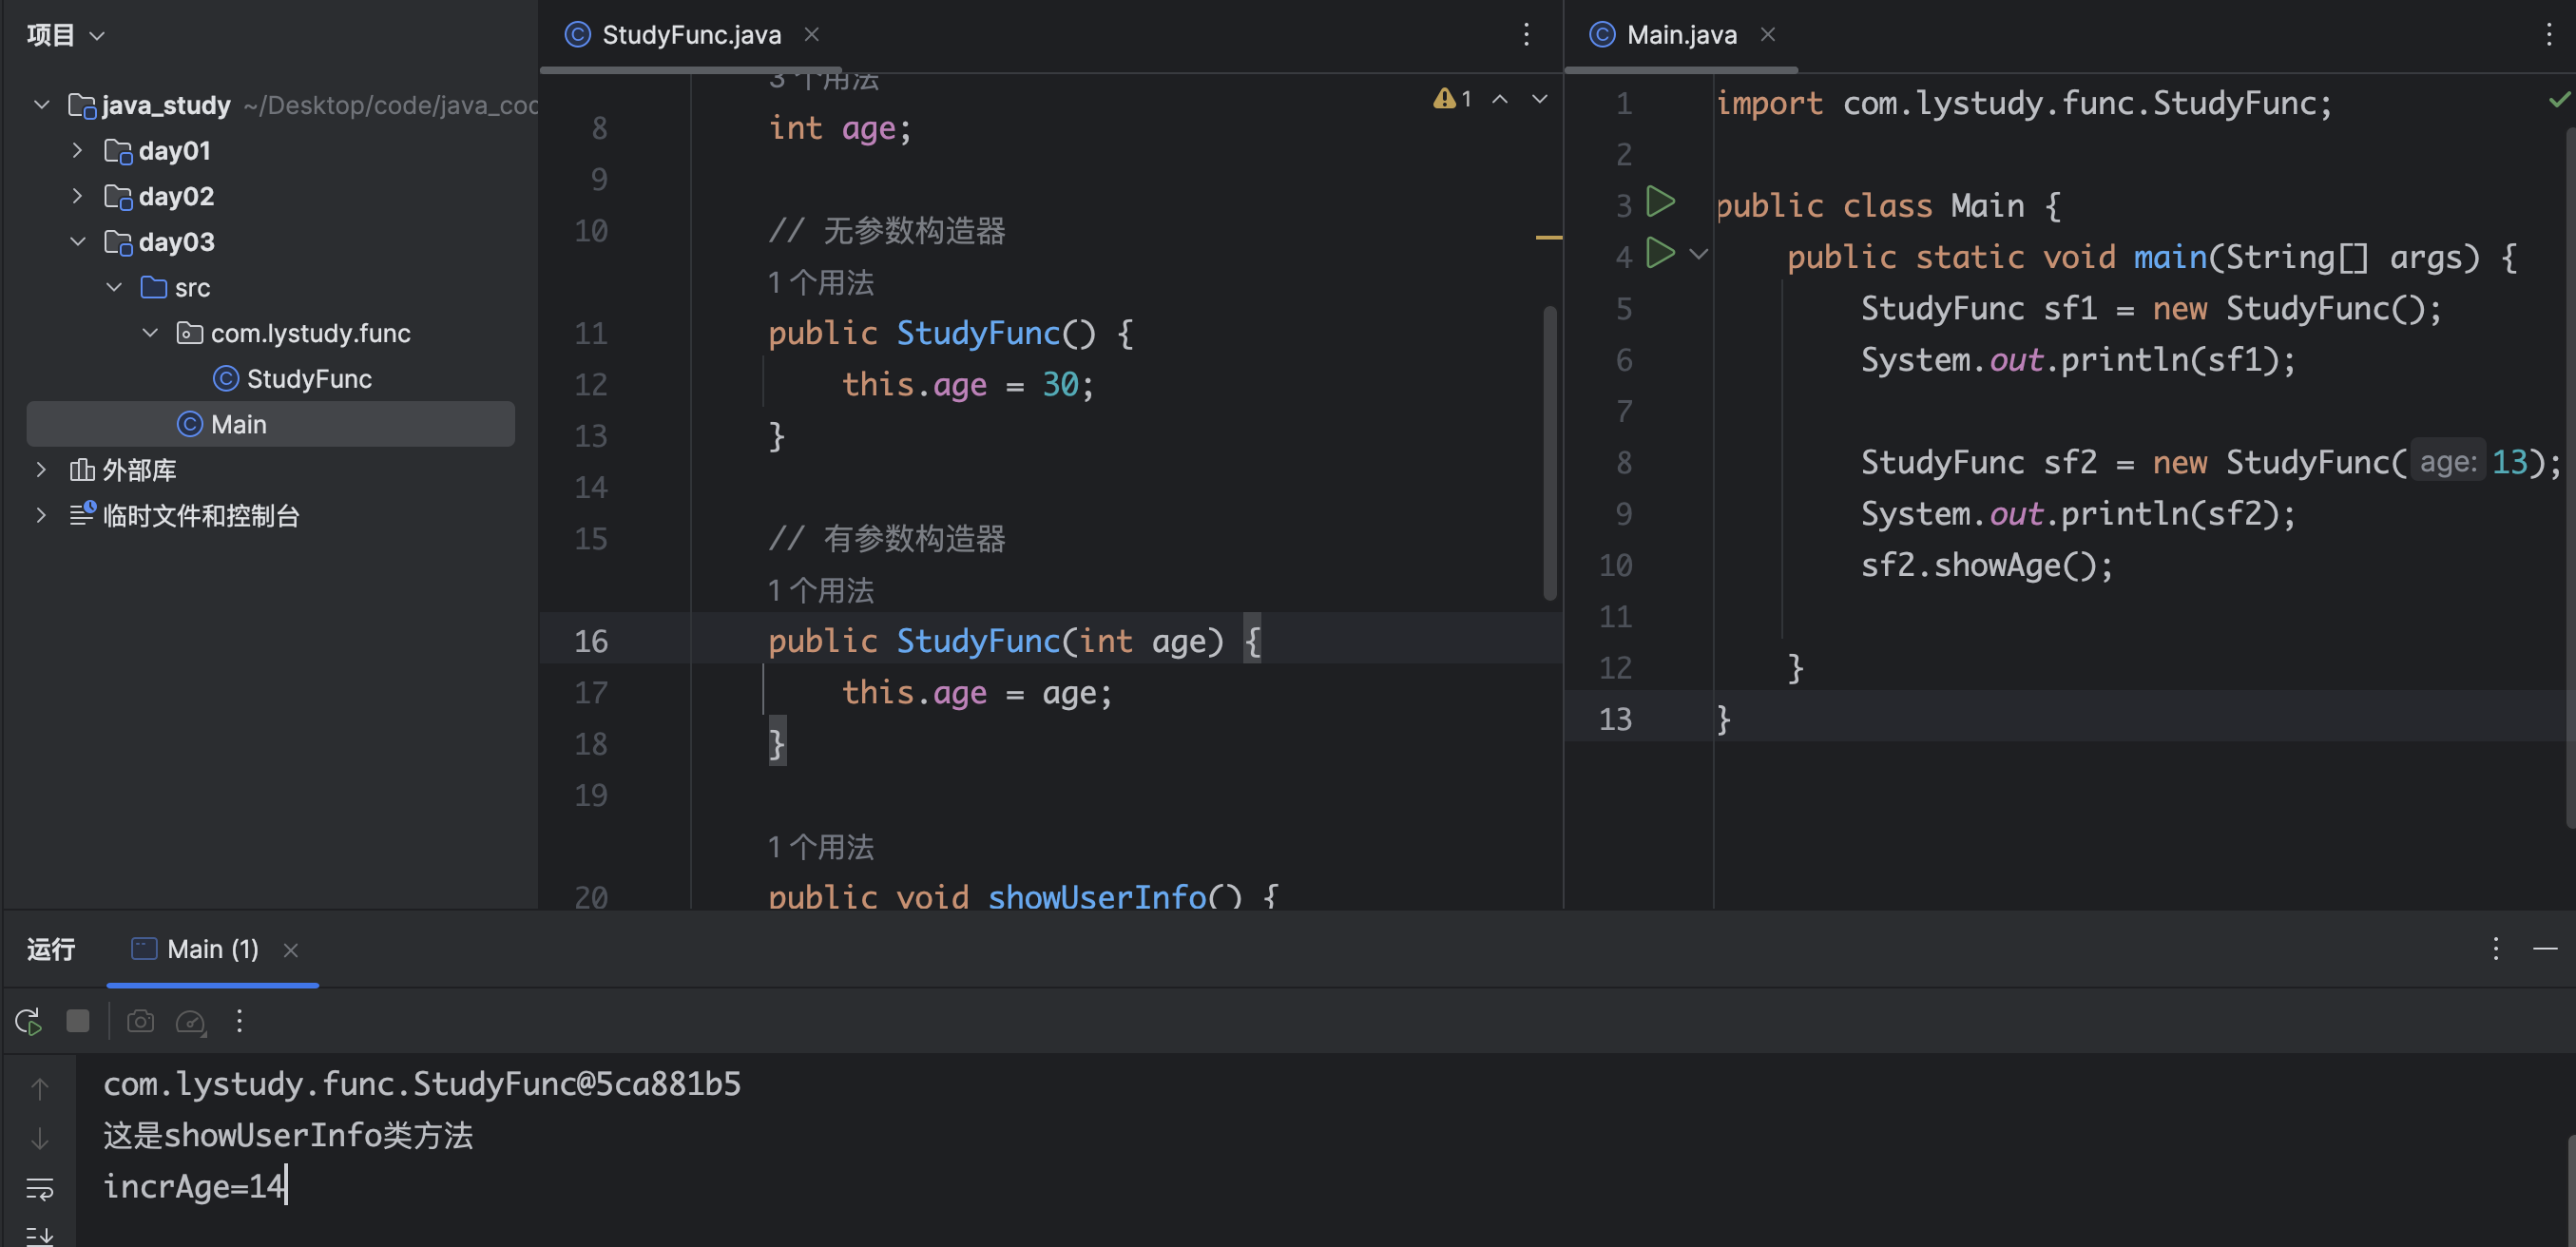 项目
java_study ~/Desktop/code/java_coc
day01
day02
day03
src
com.lystudy.func
StudyFunc
Main
外部库
临时文件和控制台
StudyFunc.java
1
3 个用法
8 int age;
9
10 // 无参数构造器
1 个用法
11 public StudyFunc() {
12 this.age = 30;
13 }
14
15 // 有参数构造器
1 个用法
16 public StudyFunc(int age) {
17 this.age = age;
18 }
19
1 个用法
20 public void showUserInfo() {
Main.java
1 import com.lystudy.func.StudyFunc;
2
3 public class Main {
4 public static void main(String[] args) {
5 StudyFunc sf1 = new StudyFunc();
6 System.out.println(sf1);
7
8 StudyFunc sf2 = new StudyFunc( age: 13);
9 System.out.println(sf2);
10 sf2.showAge();
11
12 }
13 }
运行 Main (1)
com.lystudy.func.StudyFunc@5ca881b5
这是showUserInfo类方法
incrAge=14